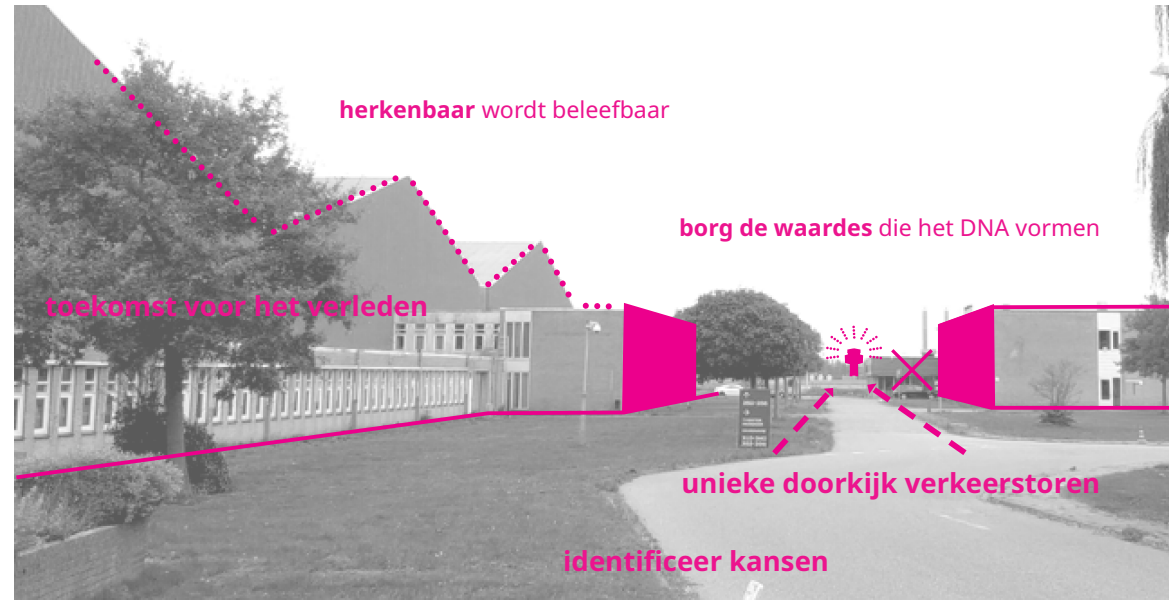 herkenbaar wordt beleefbaar
borg de waardes die het DNA vormen
toekomst voor het verleden
unieke doorkijk verkeerstoren
identificeer kansen